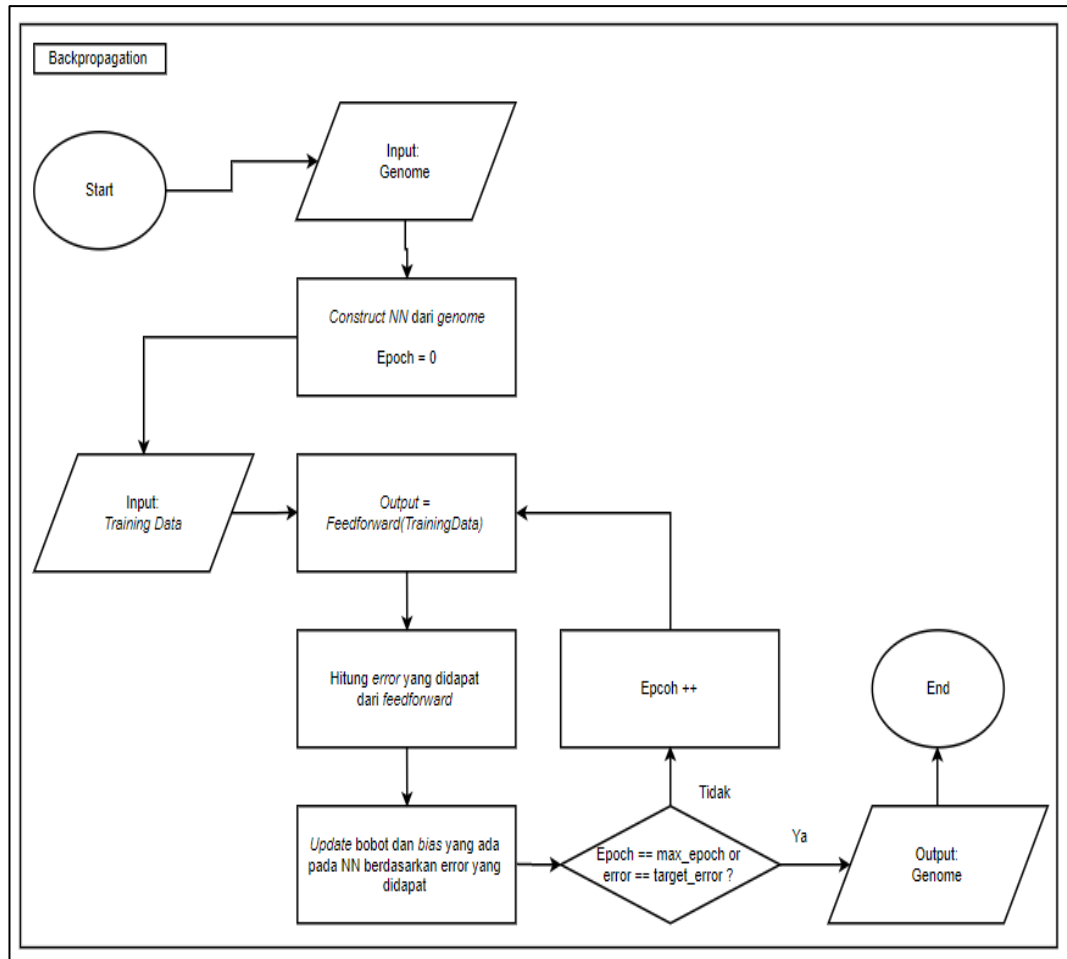 Backpropagation
Start
Input:
Genome
Construct NN dari genome
Epoch = 0
Input:
Training Data
Output =
Feedforward(TrainingData)
Hitung error yang didapat
dari feedforward
Update bobot dan bias yang ada
pada NN berdasarkan error yang
didapat
Epoch == max_epoch or
error == target_error ?
Tidak
Epcoh ++
Ya
Output:
Genome
End